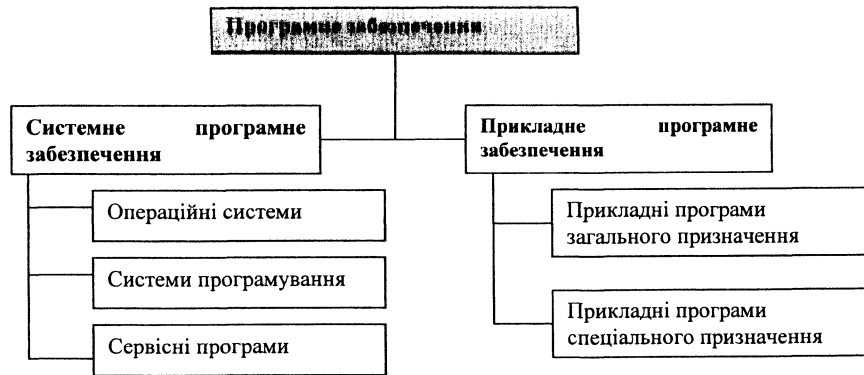 Програмне забезпечення
Системне програмне
забезпечення
Операційні системи
Системи програмування
Сервісні програми
Прикладне програмне
забезпечення
Прикладні програми
загального призначення
Прикладні програми
спеціального призначення